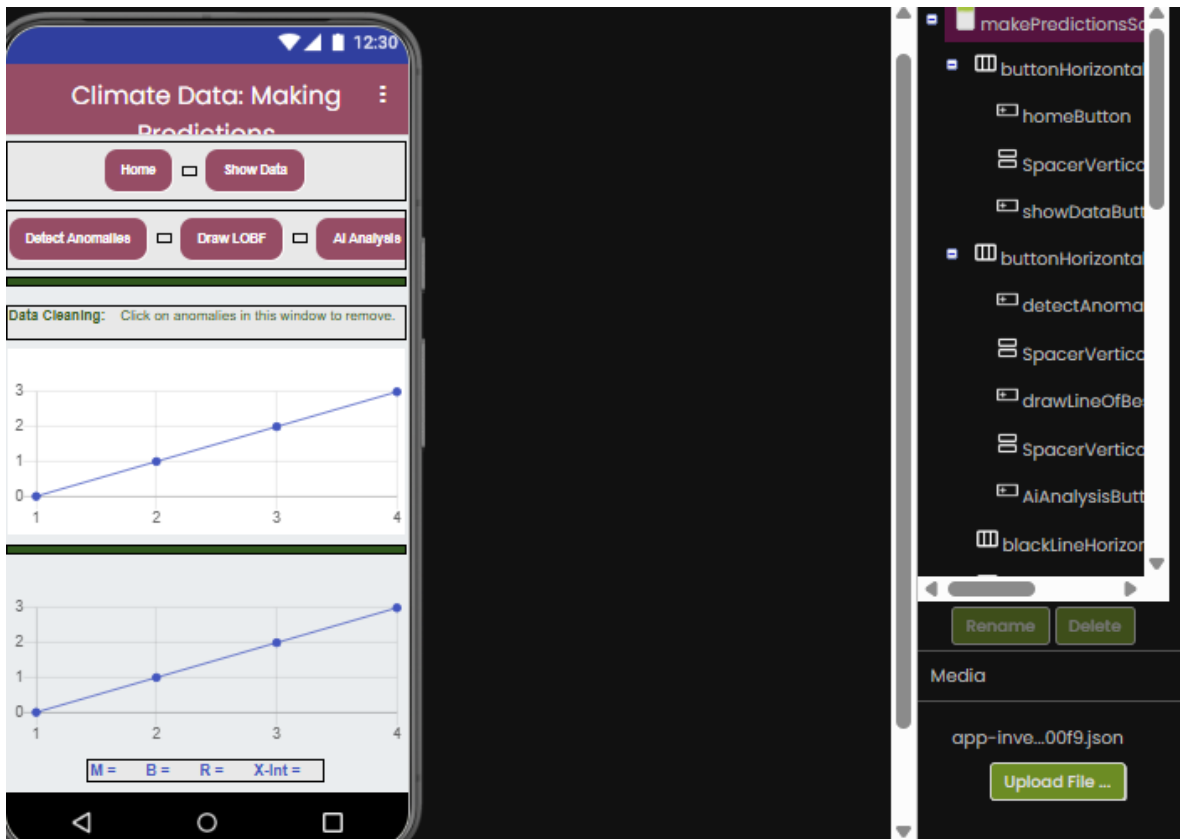 12:30
Climate Data: Making
Predictions
Home
Show Data
Detect Anomalies
Draw LOBF
AI Analysis
Data Cleaning: Click on anomalies in this window to remove.
3
2
1
0
1 2 3 4
3
2
1
0
1 2 3 4
M = B = R = X-Int =
makePredictionsSc
buttonHorizontal
homeButton
SpacerVertica
showDataButt
buttonHorizontal
detectAnoma
SpacerVertica
drawLineOfBe
SpacerVertica
AiAnalysisButt
blackLineHorizor
Rename
Delete
Media
app-inve...00f9.json
Upload File ...